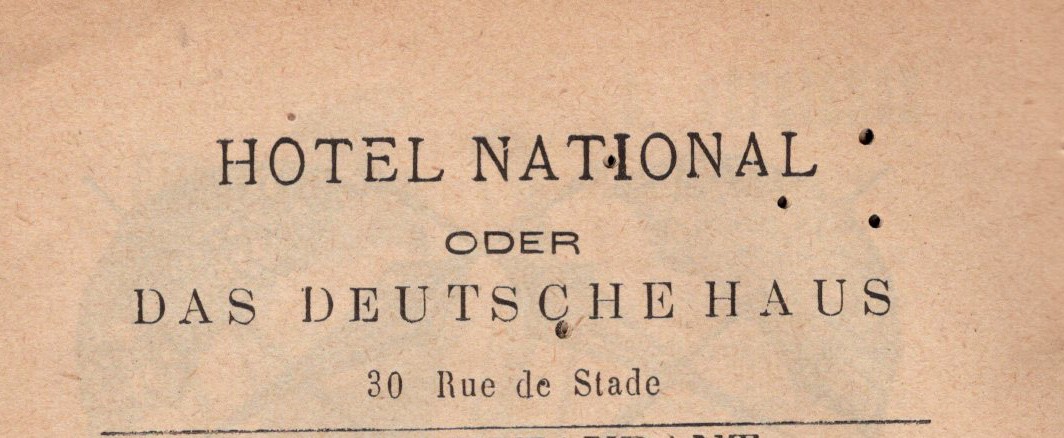 HOTEL NATIONAL
ODER
DAS DEUTSCHE HAUS
30 Rue de Stade